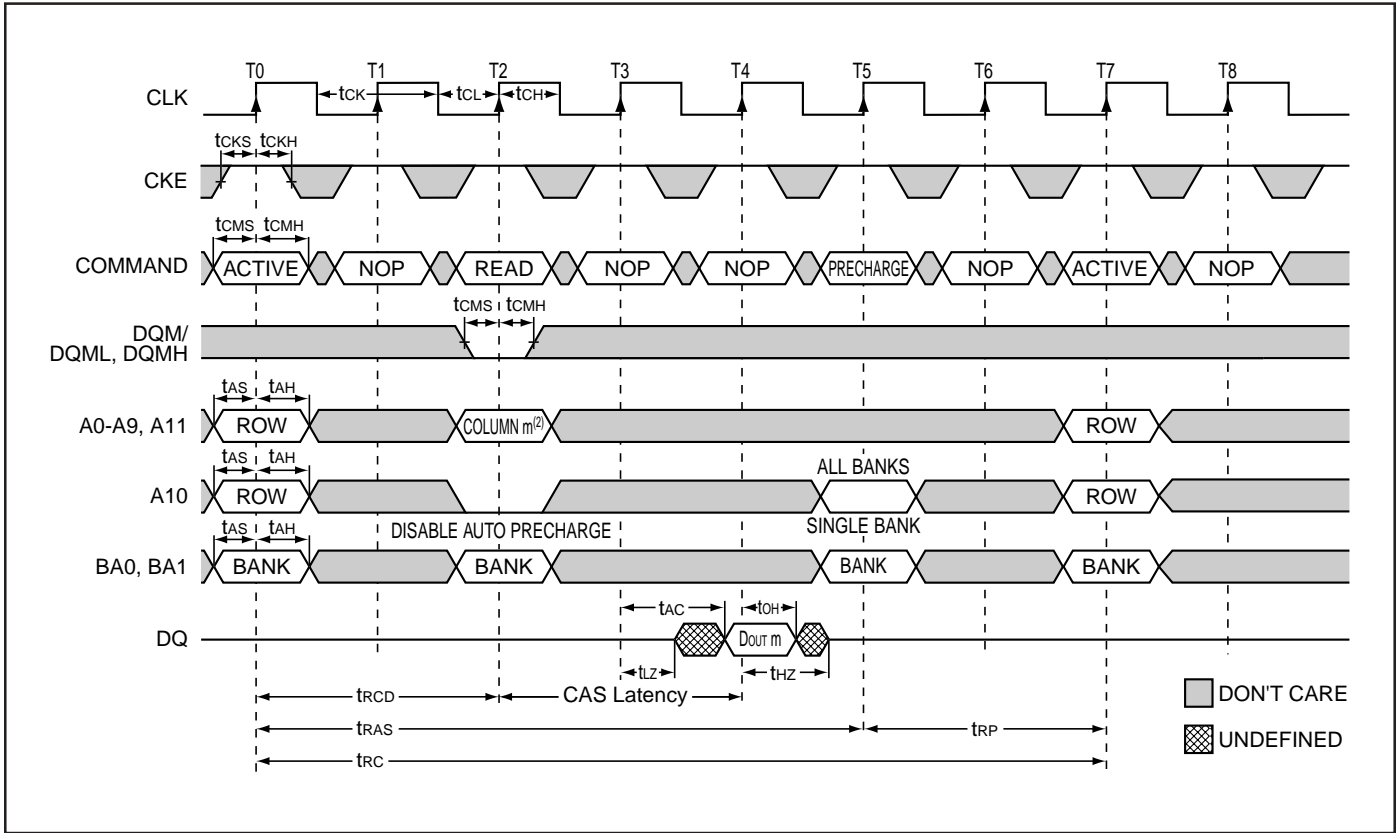 T0 T1 T2 T3 T4 T5 T6 T7 T8
CLK
tCK tCL tCH
tCKS tCKH
CKE
tCMS tCMH
COMMAND ACTIVE NOP READ NOP NOP PRECHARGE NOP ACTIVE NOP
tCMS tCMH
DQM/
DQML, DQMH
tAS tAH
A0-A9, A11 ROW COLUMN m(2) ROW
tAS tAH
ALL BANKS
A10 ROW ROW
DISABLE AUTO PRECHARGE SINGLE BANK
tAS tAH
BA0, BA1 BANK BANK BANK BANK
tAC tOH
DQ DOUT m
tLZ tHZ
tRCD CAS Latency
tRAS tRP
tRC
DON'T CARE
UNDEFINED